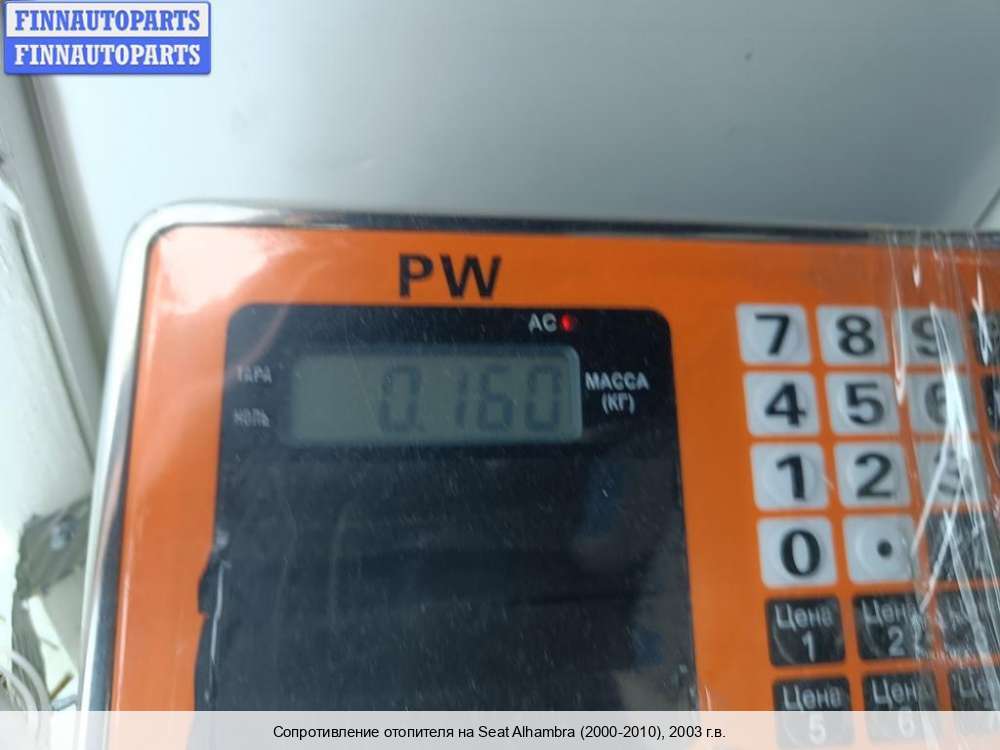 FINNAUTOPARTS
FINNAUTOPARTS
PW
AC
ТАРА
0.160
МАССА
(КГ)
НОЛЬ
7 8 9
4 5 6
1 2 3
0 .
Цена 1
Цена 2
Цена 5
Цена 6
Сопротивление отопителя на Seat Alhambra (2000-2010), 2003 г.в.